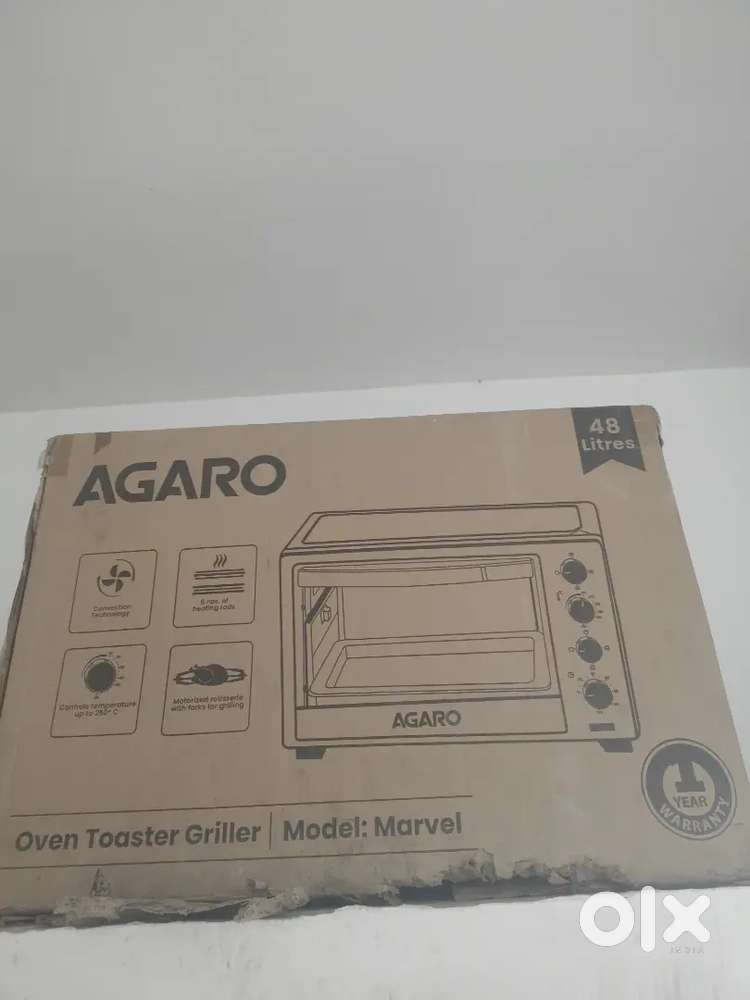 48
Litres
AGARO
Convection
Technology
6 nos. of
heating rods
Controls temperature
up to 250° C
Motorized rotisserie
with forks for grilling
AGARO
1
YEAR
WARRANTY
Oven Toaster Griller | Model: Marvel
olx
INDIA